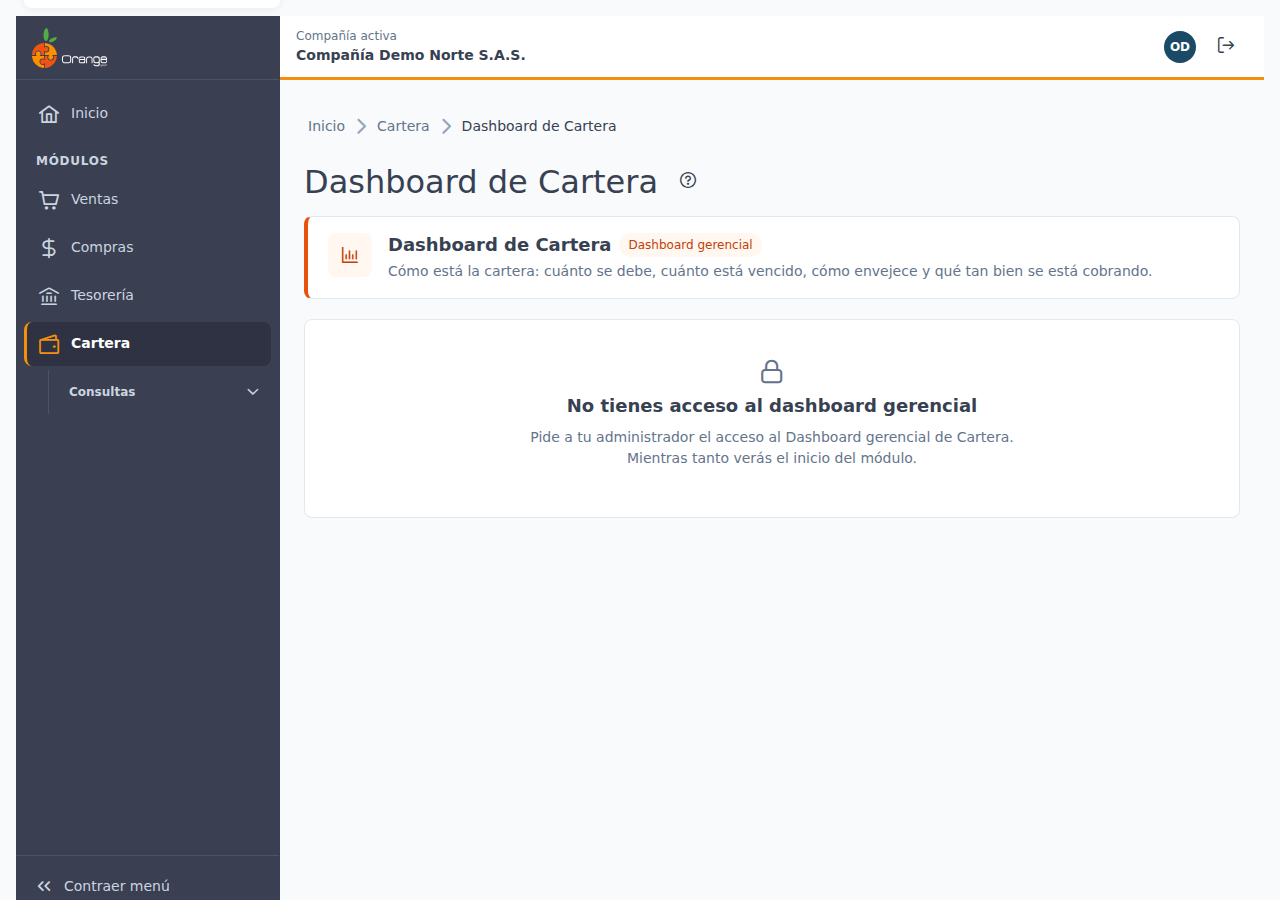 Orange
Compañía activa
Compañía Demo Norte S.A.S.
OD
Inicio
MÓDULOS
Ventas
Compras
Tesorería
Cartera
Consultas
Contraer menú
Inicio
Cartera
Dashboard de Cartera
Dashboard de Cartera
Dashboard de Cartera
Dashboard gerencial
Cómo está la cartera: cuánto se debe, cuánto está vencido, cómo envejece y qué tan bien se está cobrando.
No tienes acceso al dashboard gerencial
Pide a tu administrador el acceso al Dashboard gerencial de Cartera.
Mientras tanto verás el inicio del módulo.